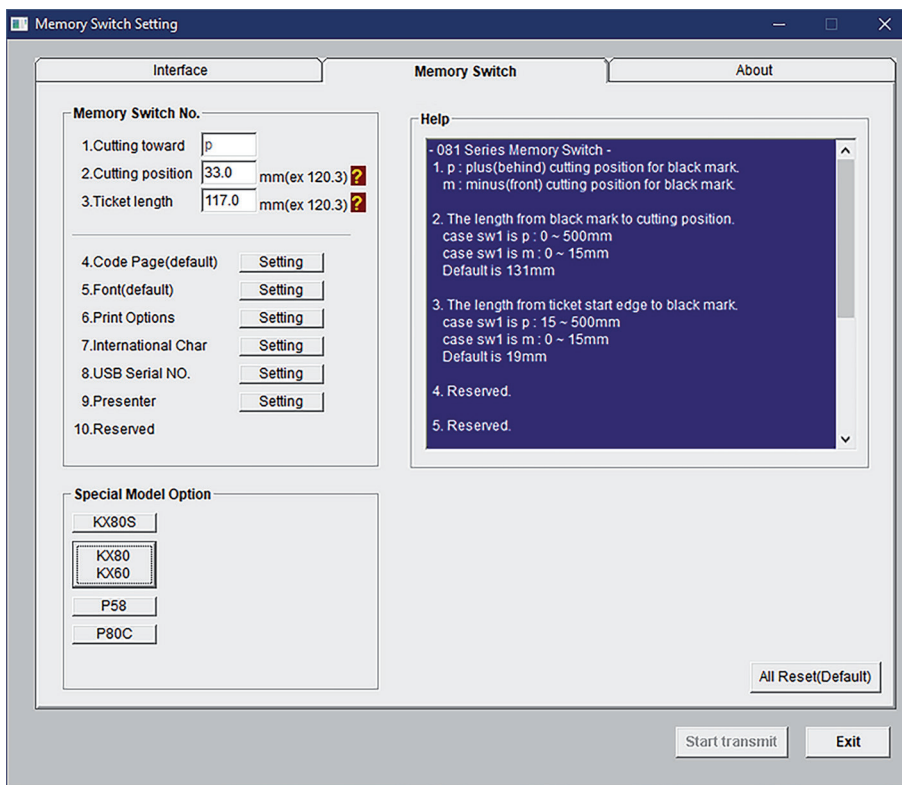 Memory Switch Setting
Interface
Memory Switch
About
Memory Switch No.
1.Cutting toward p
2.Cutting position 33.0 mm(ex 120.3) ?
3.Ticket length 117.0 mm(ex 120.3) ?
4.Code Page(default) Setting
5.Font(default) Setting
6.Print Options Setting
7.International Char Setting
8.USB Serial NO. Setting
9.Presenter Setting
10.Reserved
Help
- 081 Series Memory Switch -
1. p : plus(behind) cutting position for black mark.
m : minus(front) cutting position for black mark.
2. The length from black mark to cutting position.
case sw1 is p : 0 ~ 500mm
case sw1 is m : 0 ~ 15mm
Default is 131mm
3. The length from ticket start edge to black mark.
case sw1 is p : 15 ~ 500mm
case sw1 is m : 0 ~ 15mm
Default is 19mm
4. Reserved.
5. Reserved.
Special Model Option
KX80S
KX80
KX60
P58
P80C
All Reset(Default)
Start transmit
Exit